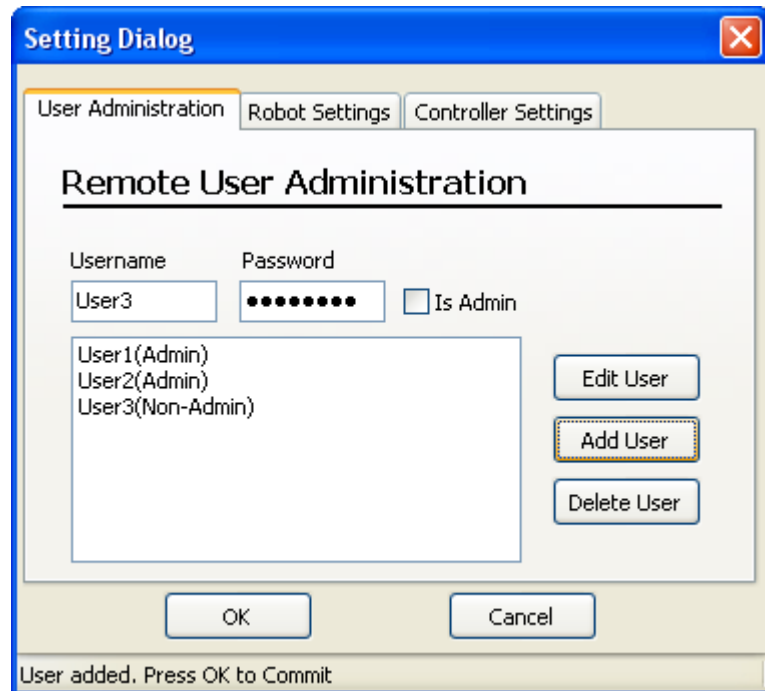 Setting Dialog
User Administration Robot Settings Controller Settings
Remote User Administration
Username Password
User3 ●●●●●●●● Is Admin
User1(Admin)
User2(Admin)
User3(Non-Admin)
Edit User
Add User
Delete User
OK Cancel
User added. Press OK to Commit